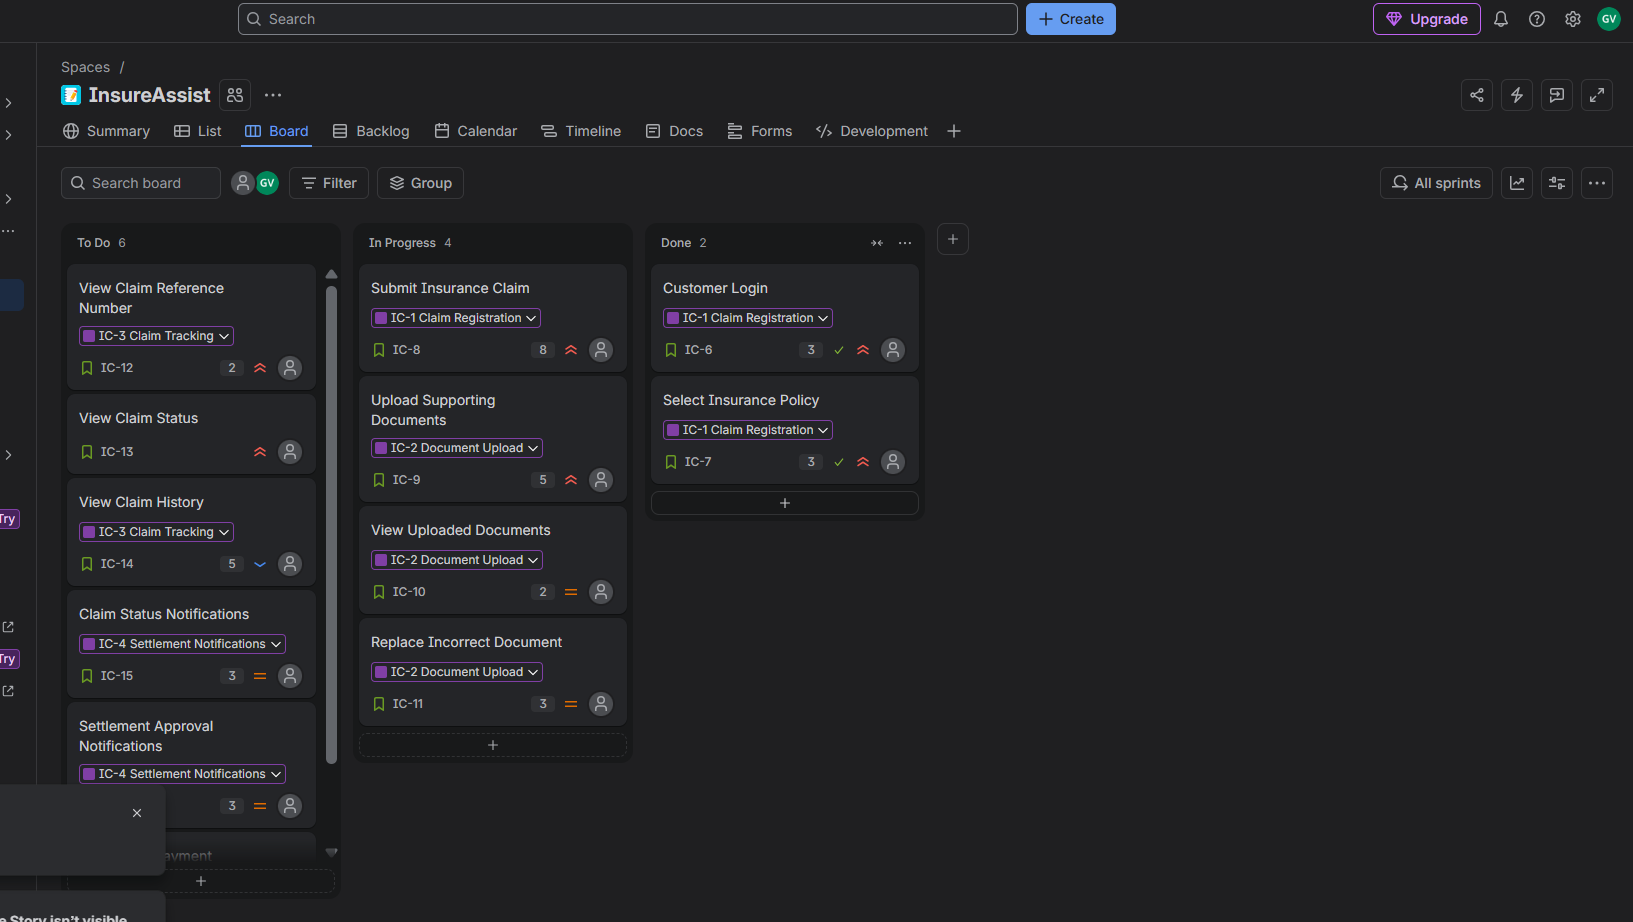 Search
Create
Upgrade
GV
Spaces /
InsureAssist
Summary
List
Board
Backlog
Calendar
Timeline
Docs
Forms
Development
Search board
GV
Filter
Group
All sprints
To Do 6
View Claim Reference
Number
IC-3 Claim Tracking
IC-12
2
View Claim Status
IC-13
View Claim History
IC-3 Claim Tracking
IC-14
5
Claim Status Notifications
IC-4 Settlement Notifications
IC-15
3
Settlement Approval
Notifications
IC-4 Settlement Notifications
3
In Progress 4
Submit Insurance Claim
IC-1 Claim Registration
IC-8
8
Upload Supporting
Documents
IC-2 Document Upload
IC-9
5
View Uploaded Documents
IC-2 Document Upload
IC-10
2
Replace Incorrect Document
IC-2 Document Upload
IC-11
3
Done 2
Customer Login
IC-1 Claim Registration
IC-6
3
Select Insurance Policy
IC-1 Claim Registration
IC-7
3
Try
Try
Story isn't visible